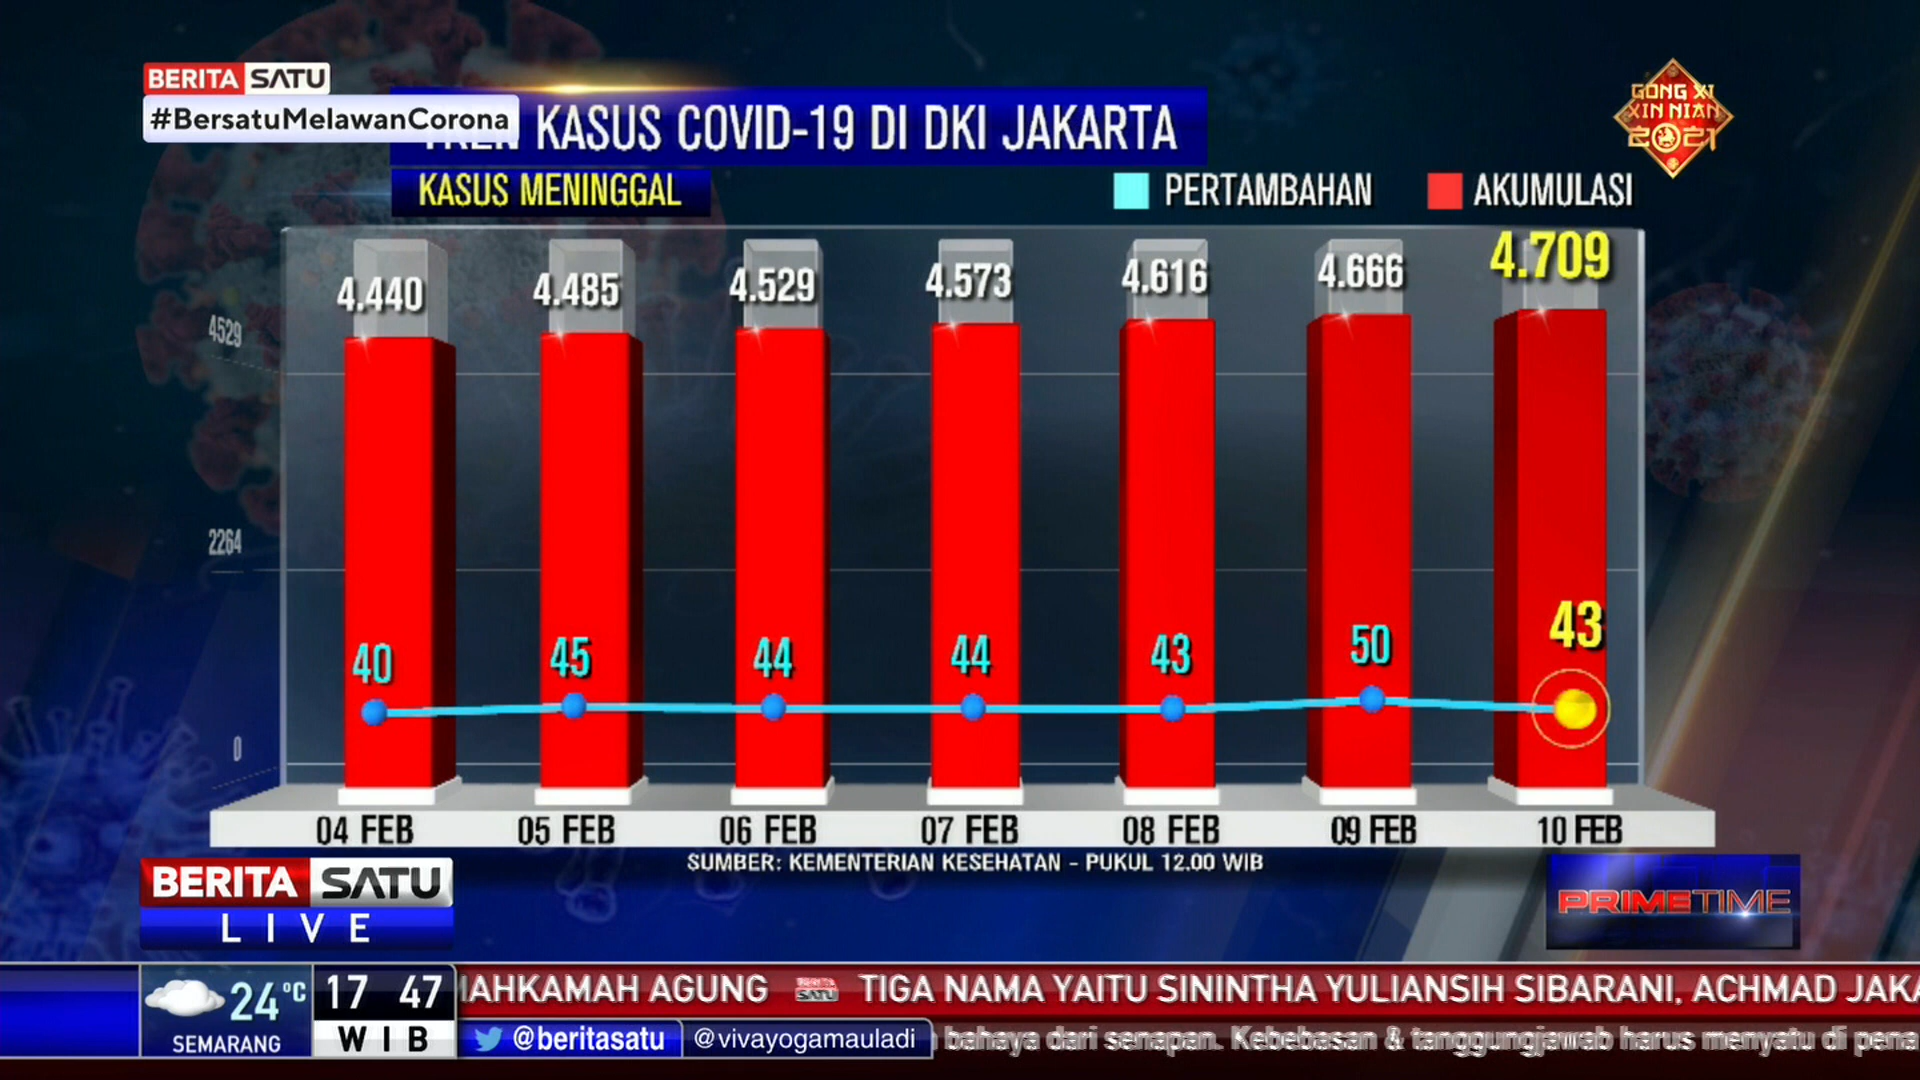 BERITA SATU
#BersatuMelawanCorona
KASUS COVID-19 DI DKI JAKARTA
GONG XI
XIN NIAN
2021
KASUS MENINGGAL
PERTAMBAHAN
AKUMULASI
4.440
4.485
4.529
4.573
4.616
4.666
4.709
4529
2264
0
40
45
44
44
43
50
43
04 FEB
05 FEB
06 FEB
07 FEB
08 FEB
09 FEB
10 FEB
SUMBER: KEMENTERIAN KESEHATAN - PUKUL 12.00 WIB
BERITA SATU
LIVE
PRIMETIME
24°C
SEMARANG
17 47
WIB
MAHKAMAH AGUNG BERITA SATU TIGA NAMA YAITU SININTHA YULIANSIH SIBARANI, ACHMAD JAKA
@beritasatu
@vivayogamauladi
bahaya dari senapan. Kebebasan & tanggungjawab harus menyatu di pena